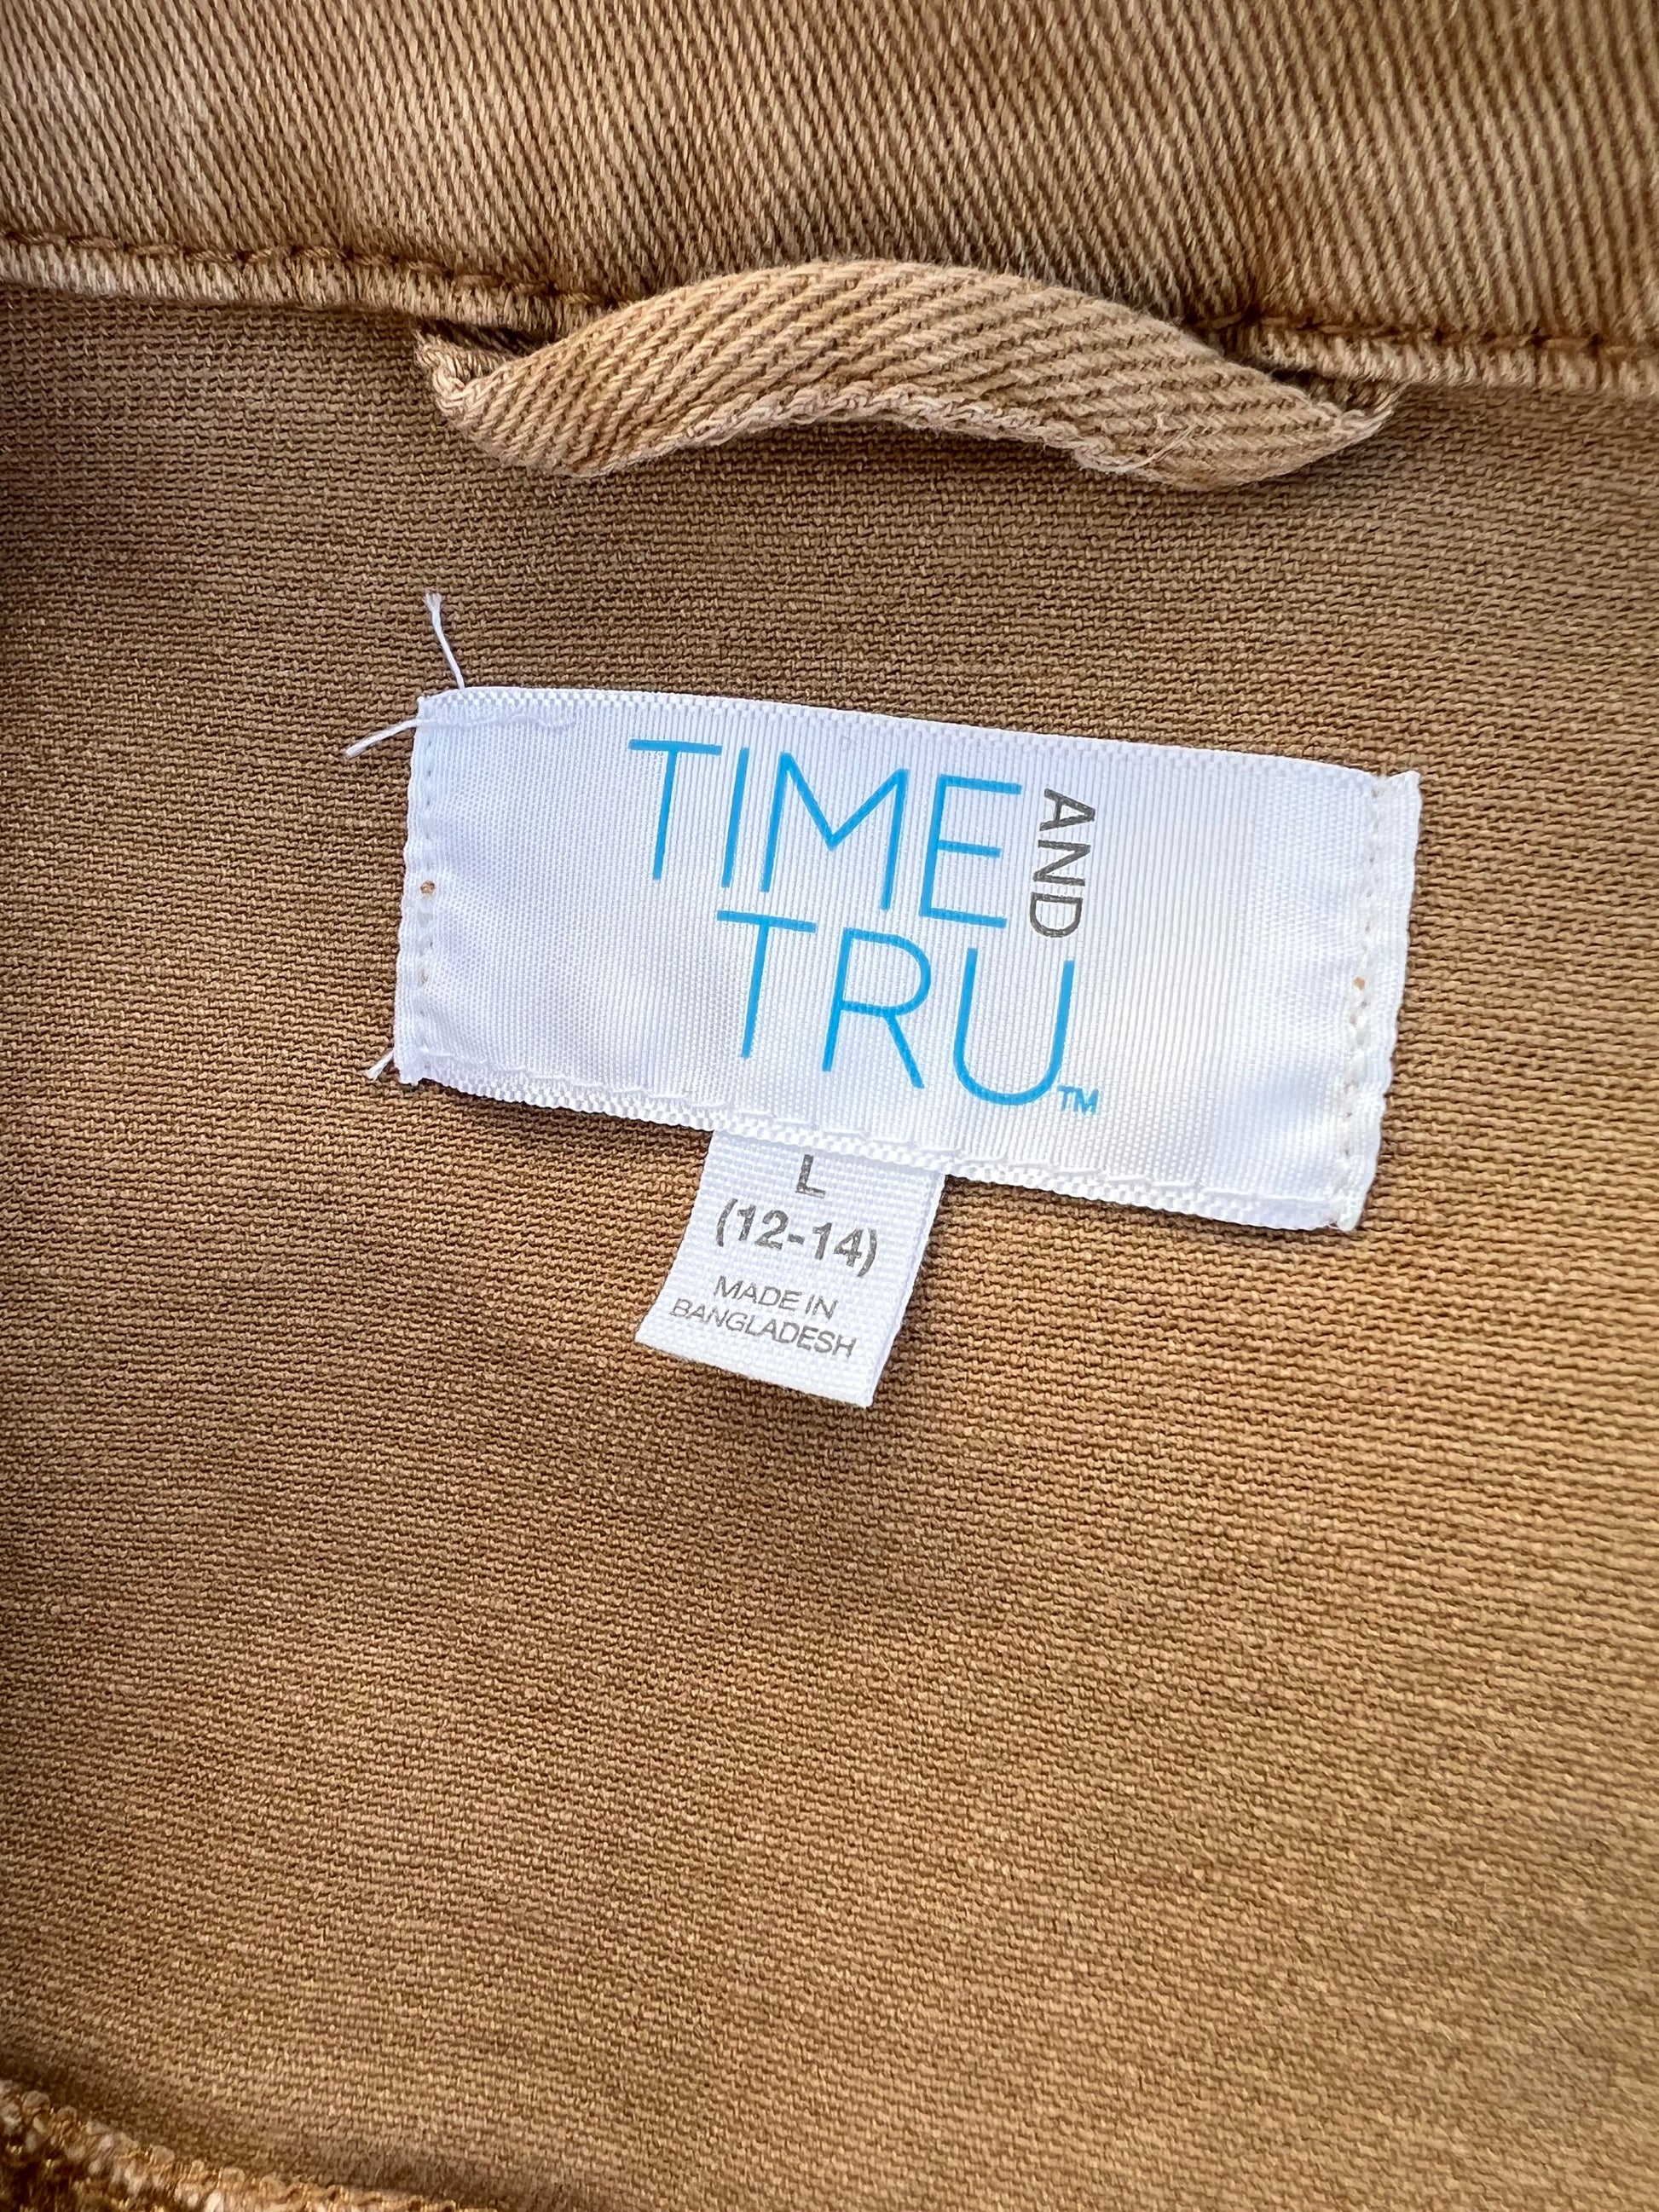 TIME AND
TRU™
L
(12-14)
MADE IN
BANGLADESH